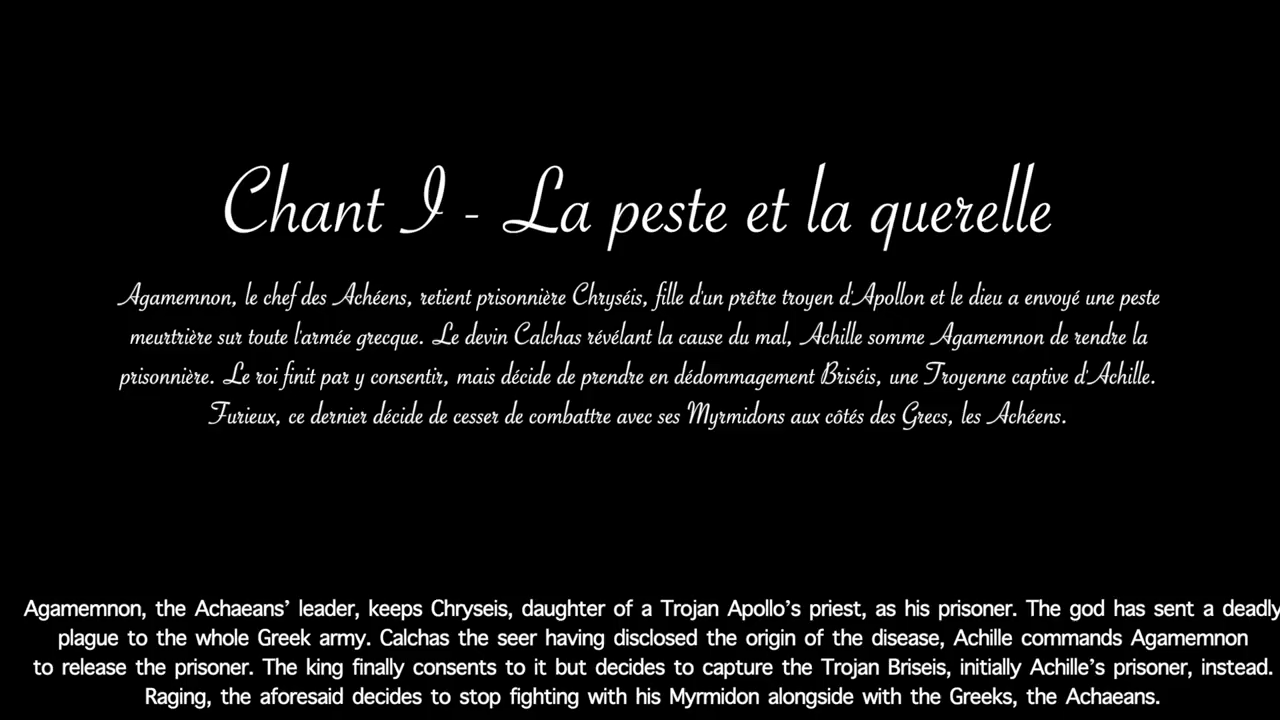 Chant I - La peste et la querelle
Agamemnon, le chef des Achéens, retient prisonnière Chryséis, fille d'un prêtre troyen d'Apollon et le dieu a envoyé une peste
meurtrière sur toute l'armée grecque. Le devin Calchas révélant la cause du mal, Achille somme Agamemnon de rendre la
prisonnière. Le roi finit par y consentir, mais décide de prendre en dédommagement Briséis, une Troyenne captive d'Achille.
Furieux, ce dernier décide de cesser de combattre avec ses Myrmidons aux côtés des Grecs, les Achéens.
Agamemnon, the Achaeans’ leader, keeps Chryseis, daughter of a Trojan Apollo’s priest, as his prisoner. The god has sent a deadly
plague to the whole Greek army. Calchas the seer having disclosed the origin of the disease, Achille commands Agamemnon
to release the prisoner. The king finally consents to it but decides to capture the Trojan Briseis, initially Achille’s prisoner, instead.
Raging, the aforesaid decides to stop fighting with his Myrmidon alongside with the Greeks, the Achaeans.